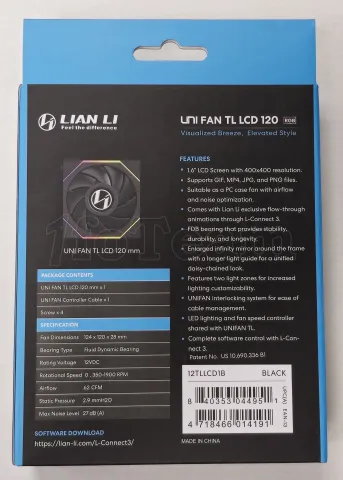 LIAN LI
Feel the difference
UNI FAN TL LCD 120 RGB
Visualized Breeze, Elevated Style
UNI FAN TL LCD 120 mm
FEATURES
• 1.6" LCD Screen with 400x400 resolution.
• Supports GIF, MP4, JPG, and PNG files.
• Suitable as a PC case fan with airflow
and noise optimization.
• Comes with Lian Li exclusive flow-through
animations through L-Connect 3.
• FDB bearing that provides stability,
durability, and longevity.
• Enlarged infinity mirror around the frame
with a longer light guide for a unified
daisy-chained look.
• Features two light zones for increased
lighting customizability.
• UNIFAN interlocking system for ease of
cable management.
• LED lighting and fan speed controller
shared with UNIFAN TL.
• Complete software control with L-Con-
nect 3.
Patent No. US 10,690,336 B1
PACKAGE CONTENTS
UNI FAN TL LCD 120 mm x 1
UNI FAN Controller Cable x 1
Screw x 4
SPECIFICATION
Fan Dimensions 124 x 120 x 28 mm
Bearing Type Fluid Dynamic Bearing
Rating Voltage 12VDC
Rotational Speed 0, 350-1900 RPM
Airflow 62 CFM
Static Pressure 2.9 mmH2O
Max Noise Level 27 dB (A)
SOFTWARE DOWNLOAD
https://lian-li.com/L-Connect3/
12TLLCD1B BLACK
8 40353 04495 1
UPC(A)
4 718466 014191
EAN-13
MADE IN CHINA